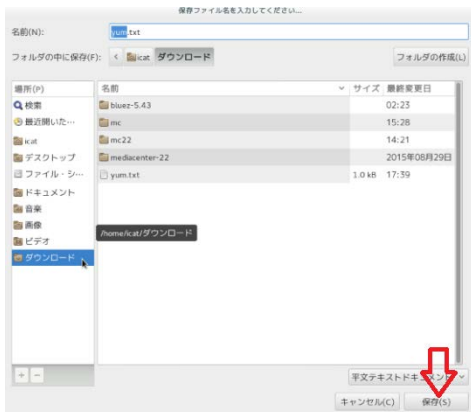 保存ファイル名を入力してください...
名前(N):
yum.txt
フォルダの中に保存(F):
icat
ダウンロード
フォルダの作成(L)
場所(P)
名前
サイズ
最終変更日
検索
最近開いた…
icat
デスクトップ
ファイル・シ…
ドキュメント
音楽
画像
ビデオ
ダウンロード
bluez-5.43
02:23
mc
15:28
mc22
14:21
mediacenter-22
2015年08月29日
yum.txt
1.0 kB
17:39
/home/icat/ダウンロード
平文テキストドキュメント
キャンセル(C)
保存(S)